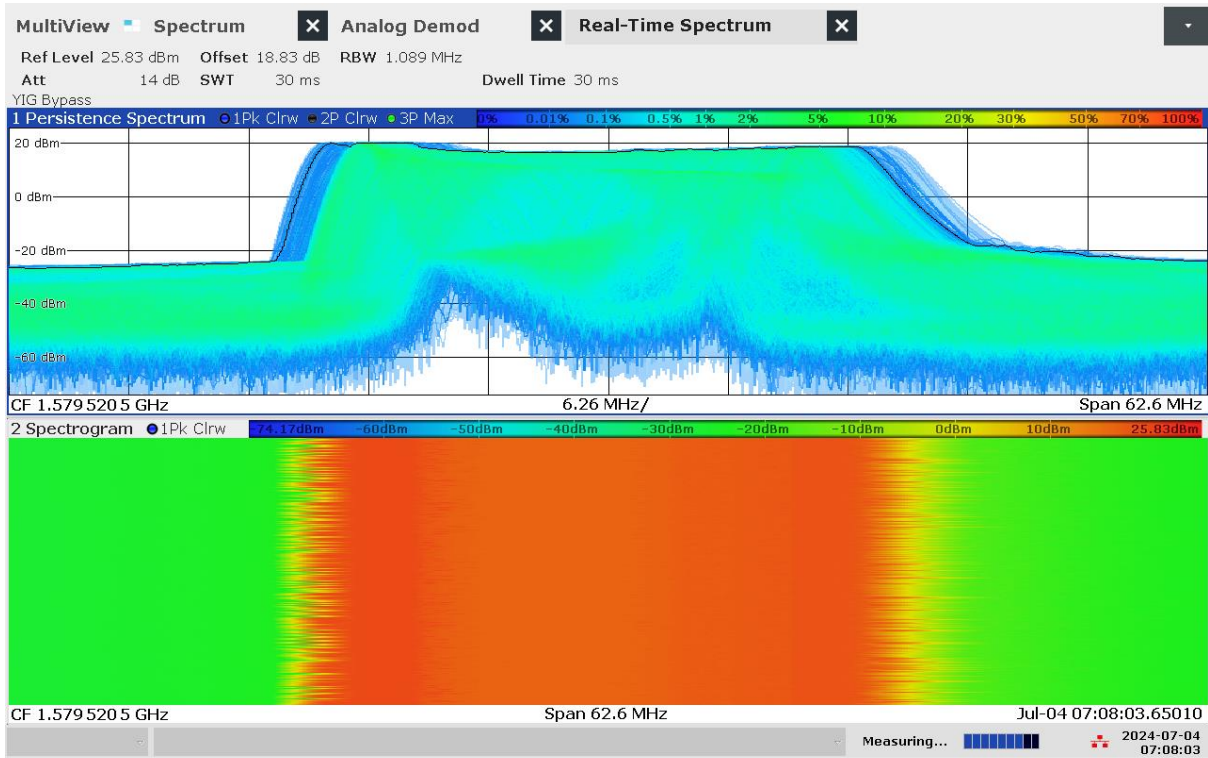 MultiView Spectrum X Analog Demod X Real-Time Spectrum X
Ref Level 25.83 dBm Offset 18.83 dB RBW 1.089 MHz
Att 14 dB SWT 30 ms Dwell Time 30 ms
YIG Bypass
1 Persistence Spectrum 1Pk Clrw 2P Clrw 3P Max 0% 0.01% 0.1% 0.5% 1% 2% 5% 10% 20% 30% 50% 70% 100%
20 dBm
0 dBm
-20 dBm
-40 dBm
-60 dBm
CF 1.579 520 5 GHz 6.26 MHz/ Span 62.6 MHz
2 Spectrogram 1Pk Clrw -74.17dBm -60dBm -50dBm -40dBm -30dBm -20dBm -10dBm 0dBm 10dBm 25.83dBm
CF 1.579 520 5 GHz Span 62.6 MHz Jul-04 07:08:03.65010
Measuring... 2024-07-04
07:08:03